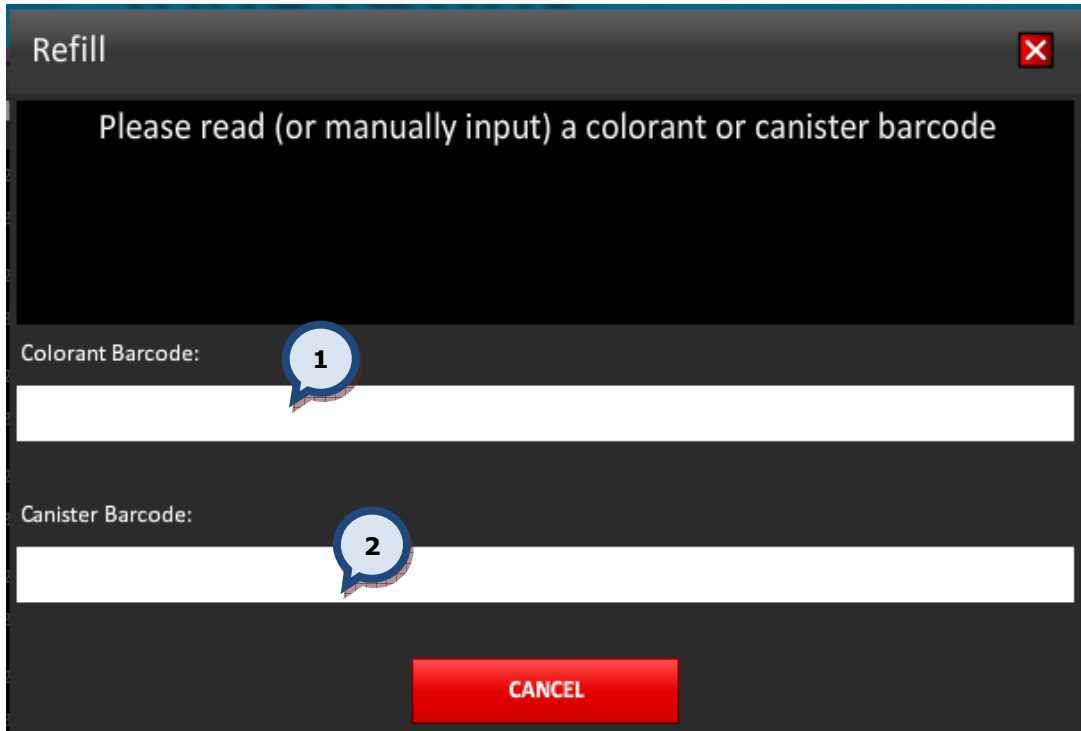 Refill
Please read (or manually input) a colorant or canister barcode
Colorant Barcode:
1
Canister Barcode:
2
CANCEL